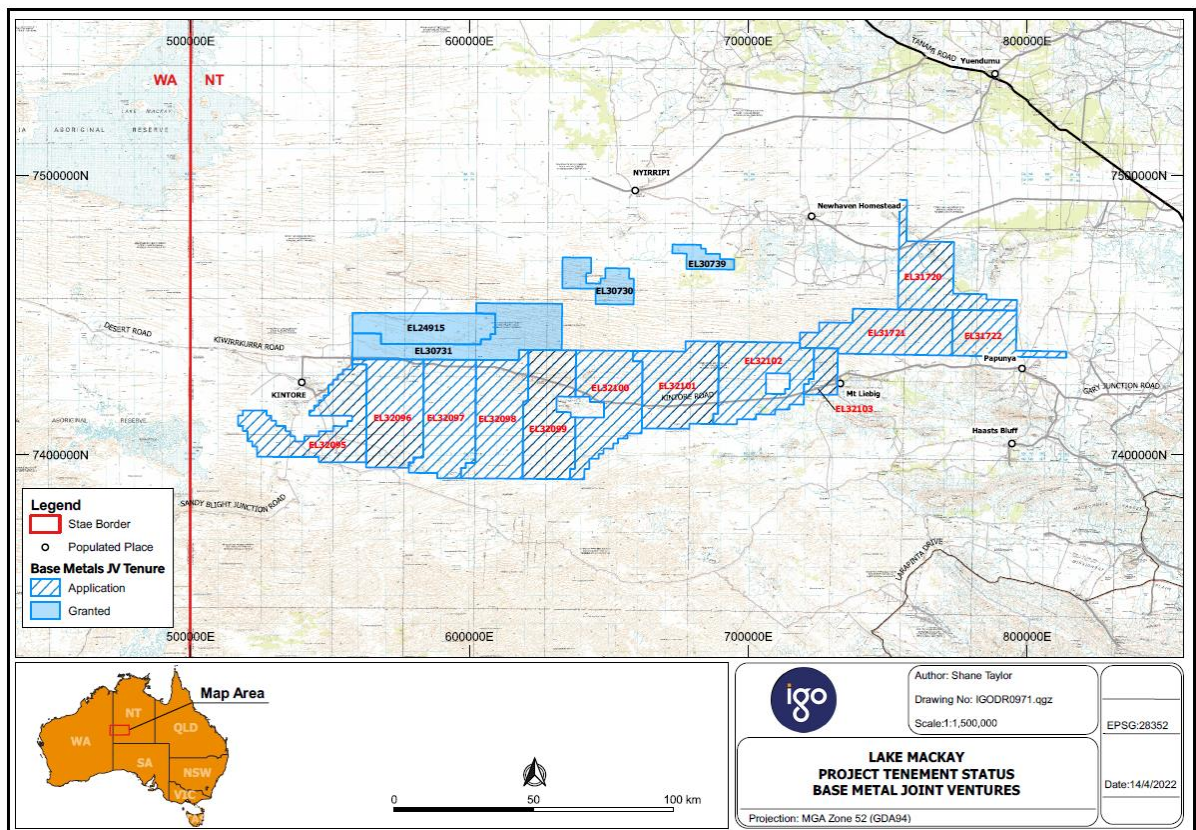 500000E
600000E
700000E
800000E
TANAMI ROAD
Yuendumu
WA
NT
LAKE MACKAY
ABORIGINAL RESERVE
7500000N
7500000N
NYIRRIPI
Newhaven Homestead
EL30739
EL31720
EL30730
DESERT ROAD
KIWIRRKURRA ROAD
EL24915
EL30731
EL31721
EL31722
EL32102
Papunya
KINTORE
EL32100
EL32101
KINTORE ROAD
Mt Liebig
GARY JUNCTION ROAD
EL32103
ABORIGINAL RESERVE
EL32096
EL32097
EL32098
EL32099
EL32095
Haasts Bluff
7400000N
7400000N
SANDY BLIGHT JUNCTION ROAD
LARAPINTA DRIVE
Legend
Stae Border
Populated Place
Base Metals JV Tenure
Application
Granted
500000E
600000E
700000E
800000E
Map Area
NT
QLD
WA
SA
NSW
VIC
0
50
100 km
igo
Author: Shane Taylor
Drawing No: IGODR0971.qgz
Scale:1:1,500,000
EPSG:28352
LAKE MACKAY
PROJECT TENEMENT STATUS
BASE METAL JOINT VENTURES
Date:14/4/2022
Projection: MGA Zone 52 (GDA94)